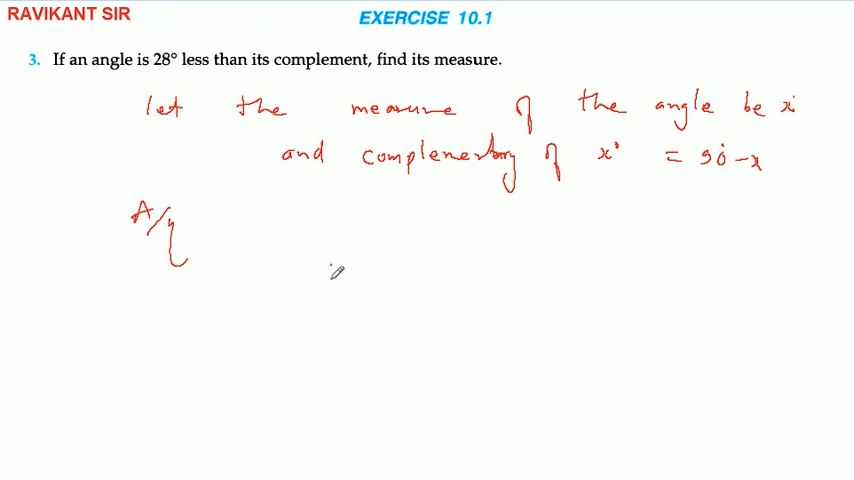 RAVIKANT SIR
EXERCISE 10.1
3. If an angle is 28° less than its complement, find its measure.
let the measure of the angle be x°
and complementary of x° = 90° - x
A/q